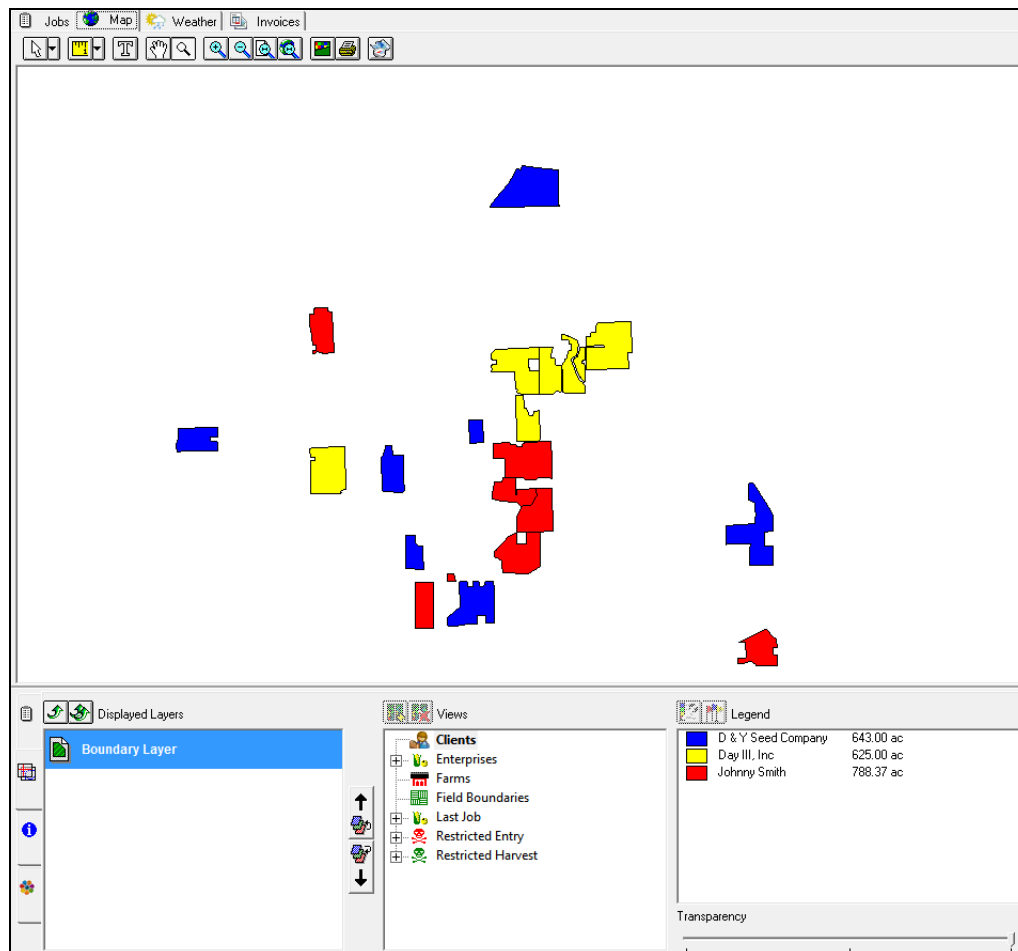 Jobs Map Weather Invoices
T
Displayed Layers
Boundary Layer
Views
Clients
Enterprises
Farms
Field Boundaries
Last Job
Restricted Entry
Restricted Harvest
Legend
D & Y Seed Company 643.00 ac
Day III, Inc 625.00 ac
Johnny Smith 788.37 ac
Transparency